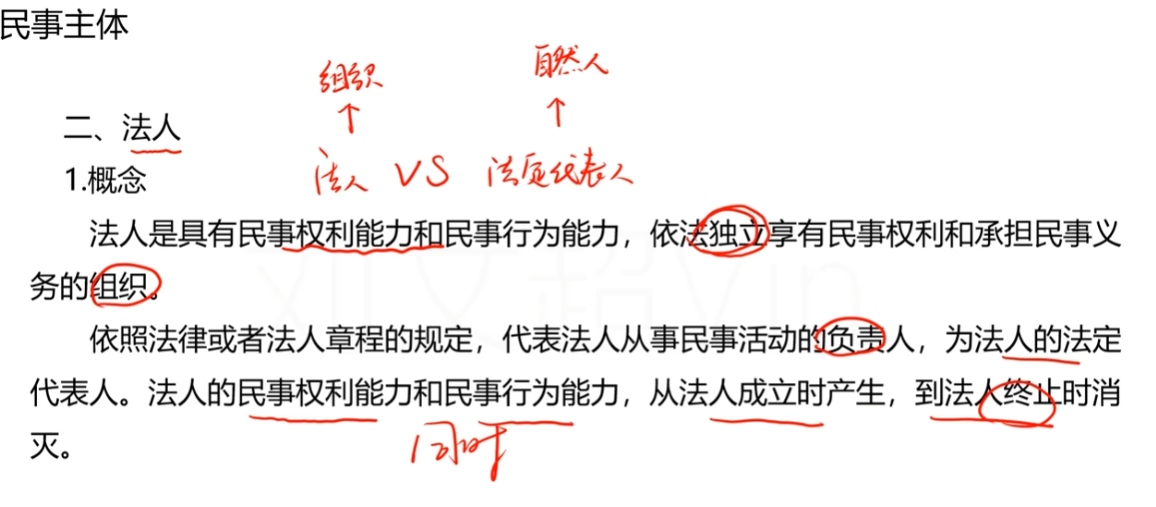 民事主体
组织 自然人
↑ ↑
二、法人
法人 VS 法定代表人
1.概念
法人是具有民事权利能力和民事行为能力，依法独立享有民事权利和承担民事义
务的组织。
依照法律或者法人章程的规定，代表法人从事民事活动的负责人，为法人的法定
代表人。法人的民事权利能力和民事行为能力，从法人成立时产生，到法人终止时消
灭。
同时